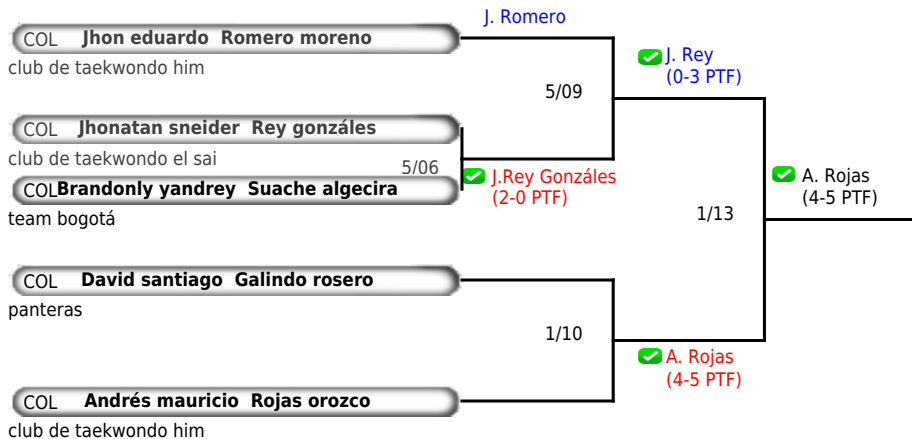 J. Romero
COL Jhon eduardo Romero moreno
club de taekwondo him
J. Rey
(0-3 PTF)
5/09
COL Jhonatan sneider Rey gonzáles
club de taekwondo el sai
5/06
J.Rey Gonzáles
(2-0 PTF)
A. Rojas
(4-5 PTF)
COL Brandonly yandrey Suache algecira
team bogotá
1/13
COL David santiago Galindo rosero
panteras
1/10
A. Rojas
(4-5 PTF)
COL Andrés mauricio Rojas orozco
club de taekwondo him